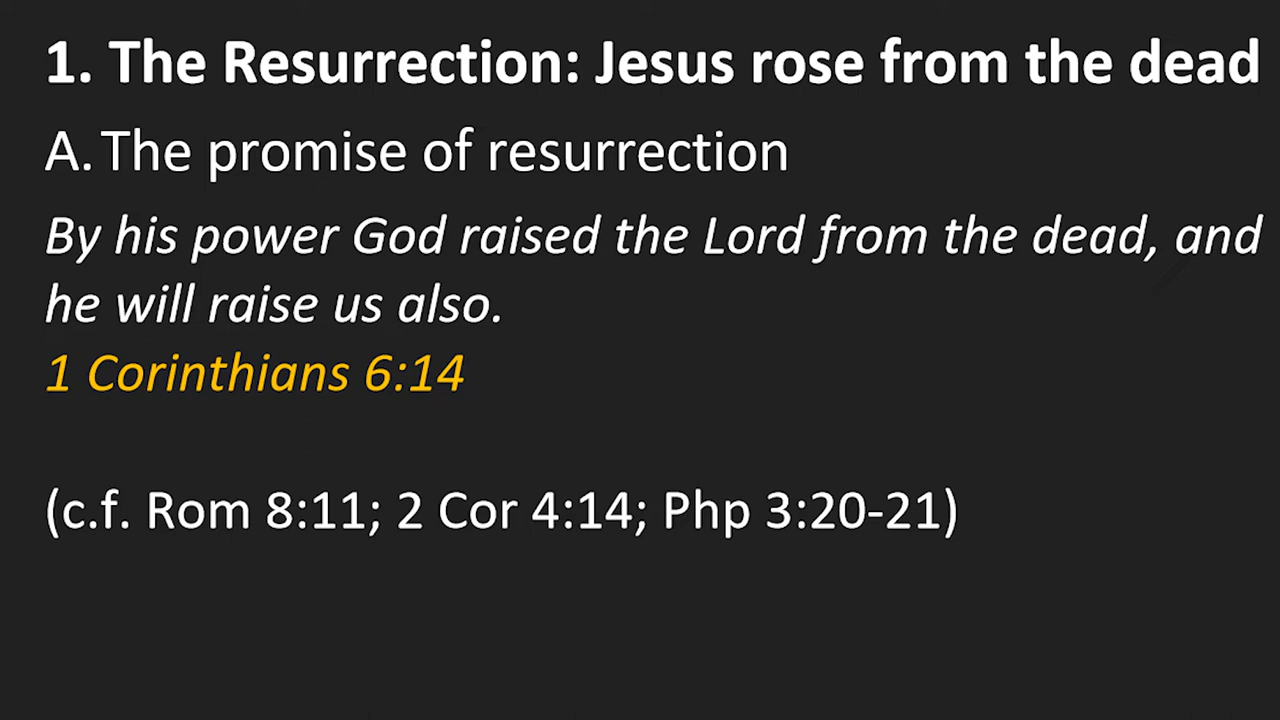 1. The Resurrection: Jesus rose from the dead
A. The promise of resurrection
By his power God raised the Lord from the dead, and
he will raise us also.
1 Corinthians 6:14
(c.f. Rom 8:11; 2 Cor 4:14; Php 3:20-21)